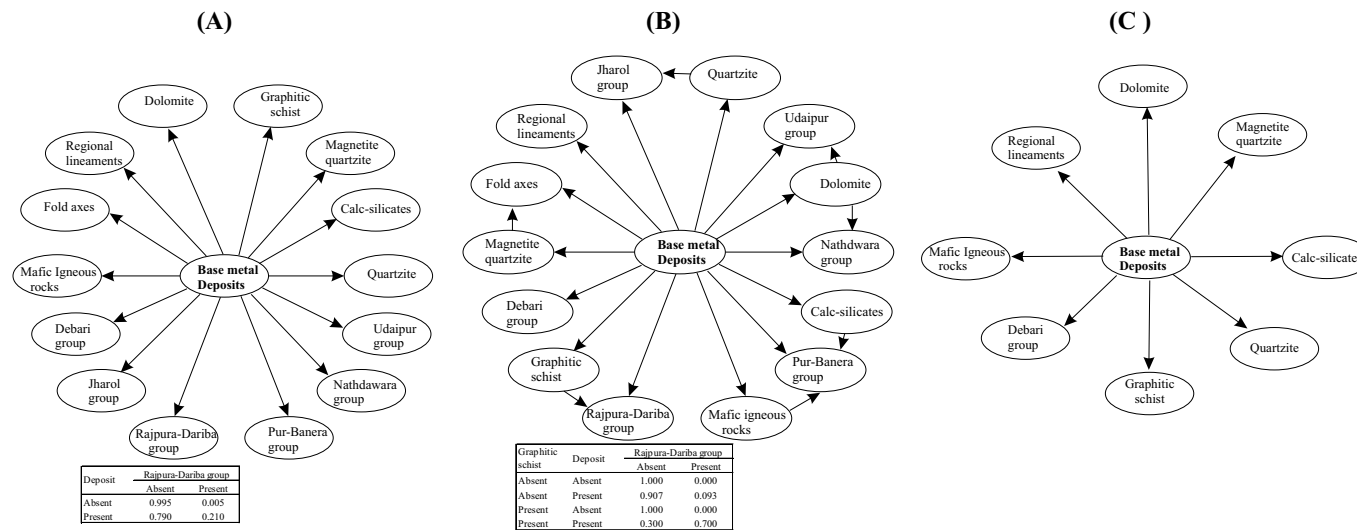 (A)
(B)
(C )
Dolomite
Graphitic
schist
Regional
lineaments
Magnetite
quartzite
Fold axes
Calc-silicates
Mafic Igneous
rocks
Base metal
Deposits
Quartzite
Debari
group
Udaipur
group
Jharol
group
Nathdawara
group
Rajpura-Dariba
group
Pur-Banera
group
Deposit
Rajpura-Dariba group
Absent Present
Absent 0.995 0.005
Present 0.790 0.210
Jharol
group
Quartzite
Regional
lineaments
Udaipur
group
Fold axes
Dolomite
Magnetite
quartzite
Base metal
Deposits
Nathdwara
group
Debari
group
Calc-silicates
Graphitic
schist
Pur-Banera
group
Rajpura-Dariba
group
Mafic igneous
rocks
Graphitic
schist
Deposit
Rajpura-Dariba group
Absent Present
Absent Absent 1.000 0.000
Absent Present 0.907 0.093
Present Absent 1.000 0.000
Present Present 0.300 0.700
Dolomite
Regional
lineaments
Magnetite
quartzite
Mafic Igneous
rocks
Base metal
Deposits
Calc-silicate
Debari
group
Quartzite
Graphitic
schist